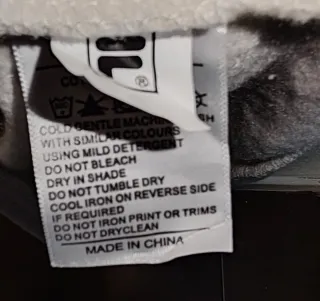 ®
COLD GENTLE MACHINE
WITH SIMILAR COLOURS
USING MILD DETERGENT
DO NOT BLEACH
DRY IN SHADE
DO NOT TUMBLE DRY
COOL IRON ON REVERSE SIDE
IF REQUIRED
DO NOT IRON PRINT OR TRIMS
DO NOT DRYCLEAN
MADE IN CHINA